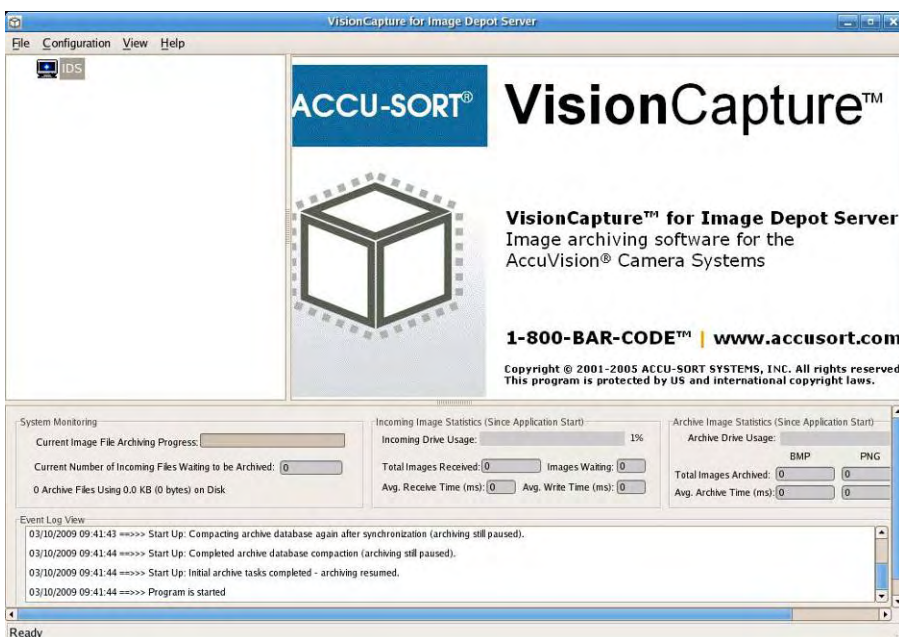 VisionCapture for Image Depot Server
File Configuration View Help
IDS
ACCU-SORT®
VisionCapture™
VisionCapture™ for Image Depot Server
Image archiving software for the
AccuVision® Camera Systems
1-800-BAR-CODE™ | www.accusort.com
Copyright © 2001-2005 ACCU-SORT SYSTEMS, INC. All rights reserved
This program is protected by US and international copyright laws.
System Monitoring
Current Image File Archiving Progress:
Current Number of Incoming Files Waiting to be Archived: 0
0 Archive Files Using 0.0 KB (0 bytes) on Disk
Incoming Image Statistics (Since Application Start)
Incoming Drive Usage: 1%
Total Images Received: 0 Images Waiting: 0
Avg. Receive Time (ms): 0 Avg. Write Time (ms): 0
Archive Image Statistics (Since Application Start)
Archive Drive Usage:
BMP PNG
Total Images Archived: 0 0
Avg. Archive Time (ms): 0 0
Event Log View
03/10/2009 09:41:43 ==>>> Start Up: Compacting archive database again after synchronization (archiving still paused).
03/10/2009 09:41:44 ==>>> Start Up: Completed archive database compaction (archiving still paused).
03/10/2009 09:41:44 ==>>> Start Up: Initial archive tasks completed - archiving resumed.
03/10/2009 09:41:44 ==>>> Program is started
Ready